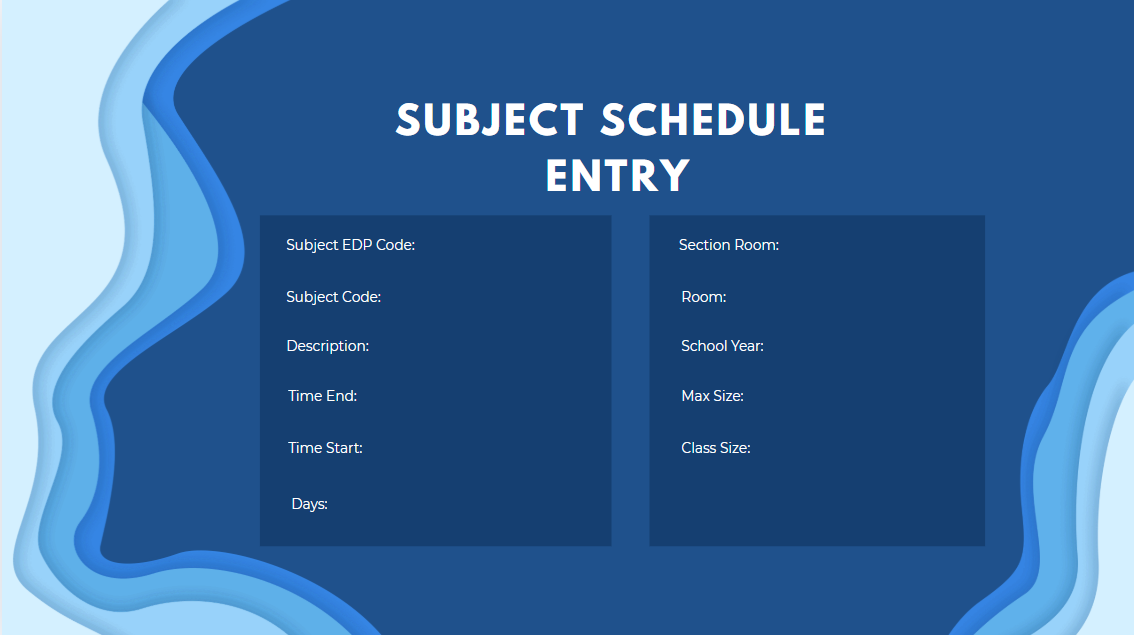 SUBJECT SCHEDULE
ENTRY
Subject EDP Code:
Subject Code:
Description:
Time End:
Time Start:
Days:
Section Room:
Room:
School Year:
Max Size:
Class Size: